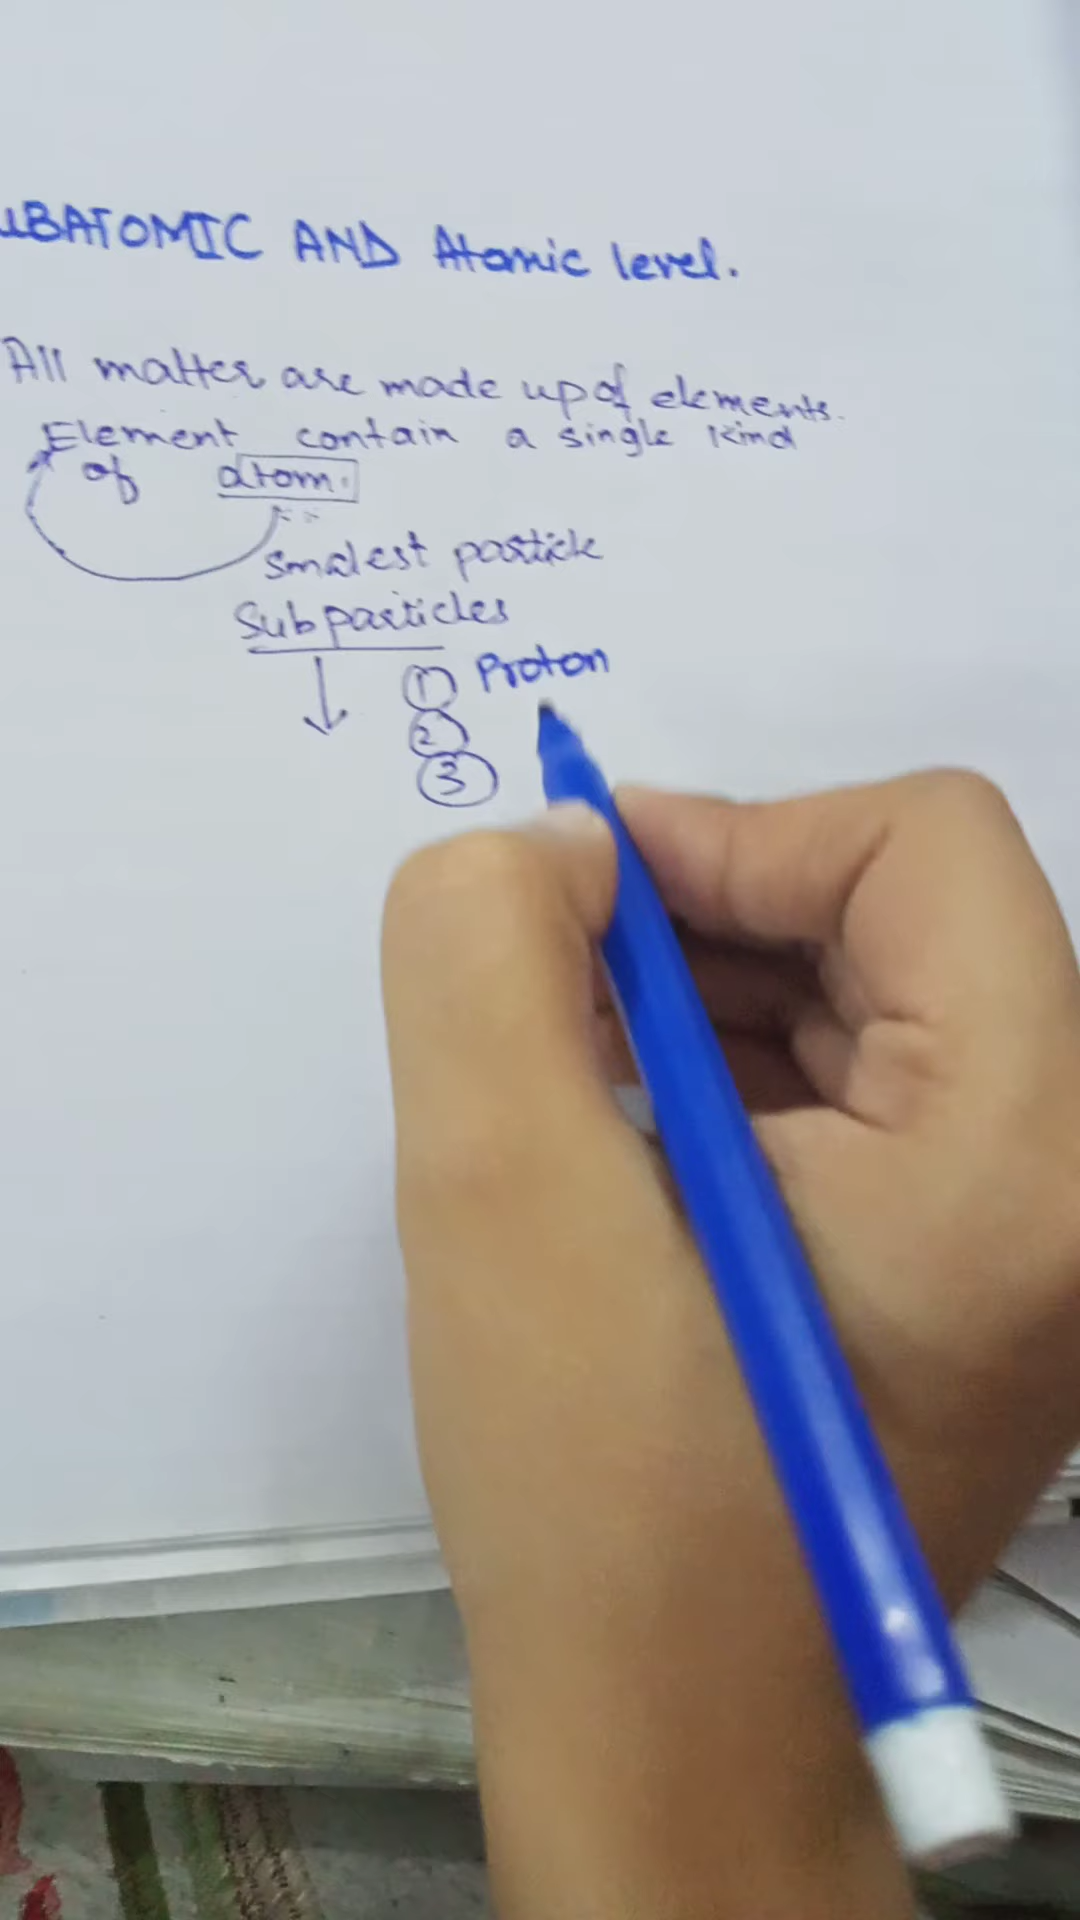 UBATOMIC AND Atomic level.
All matter are made up of elements.
Element contain a single kind
of atom.
smalest particle
Subparticles
1 Proton
2
3